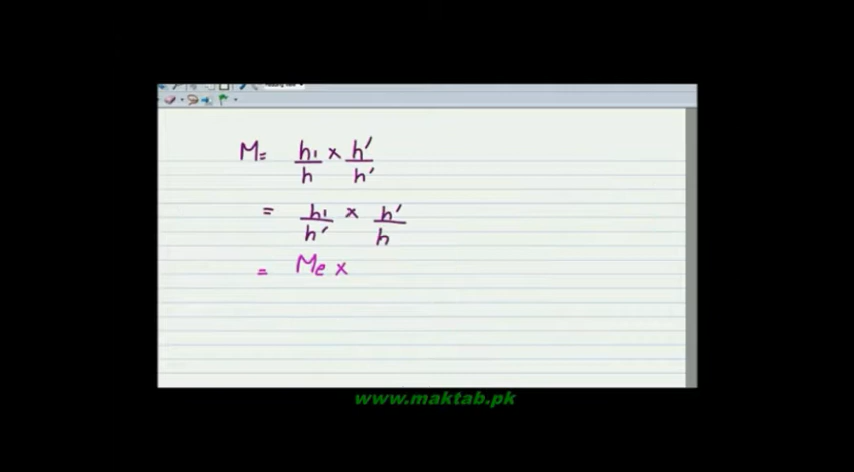 M= h1/h × h'/h'
= h1/h' × h'/h
= Me ×
www.maktab.pk